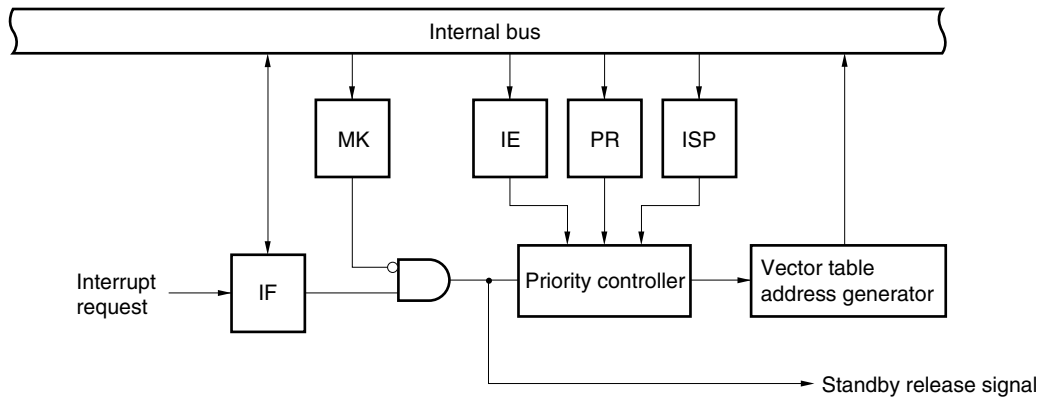 Internal bus
MK
IE
PR
ISP
Interrupt
request
IF
Priority controller
Vector table
address generator
Standby release signal